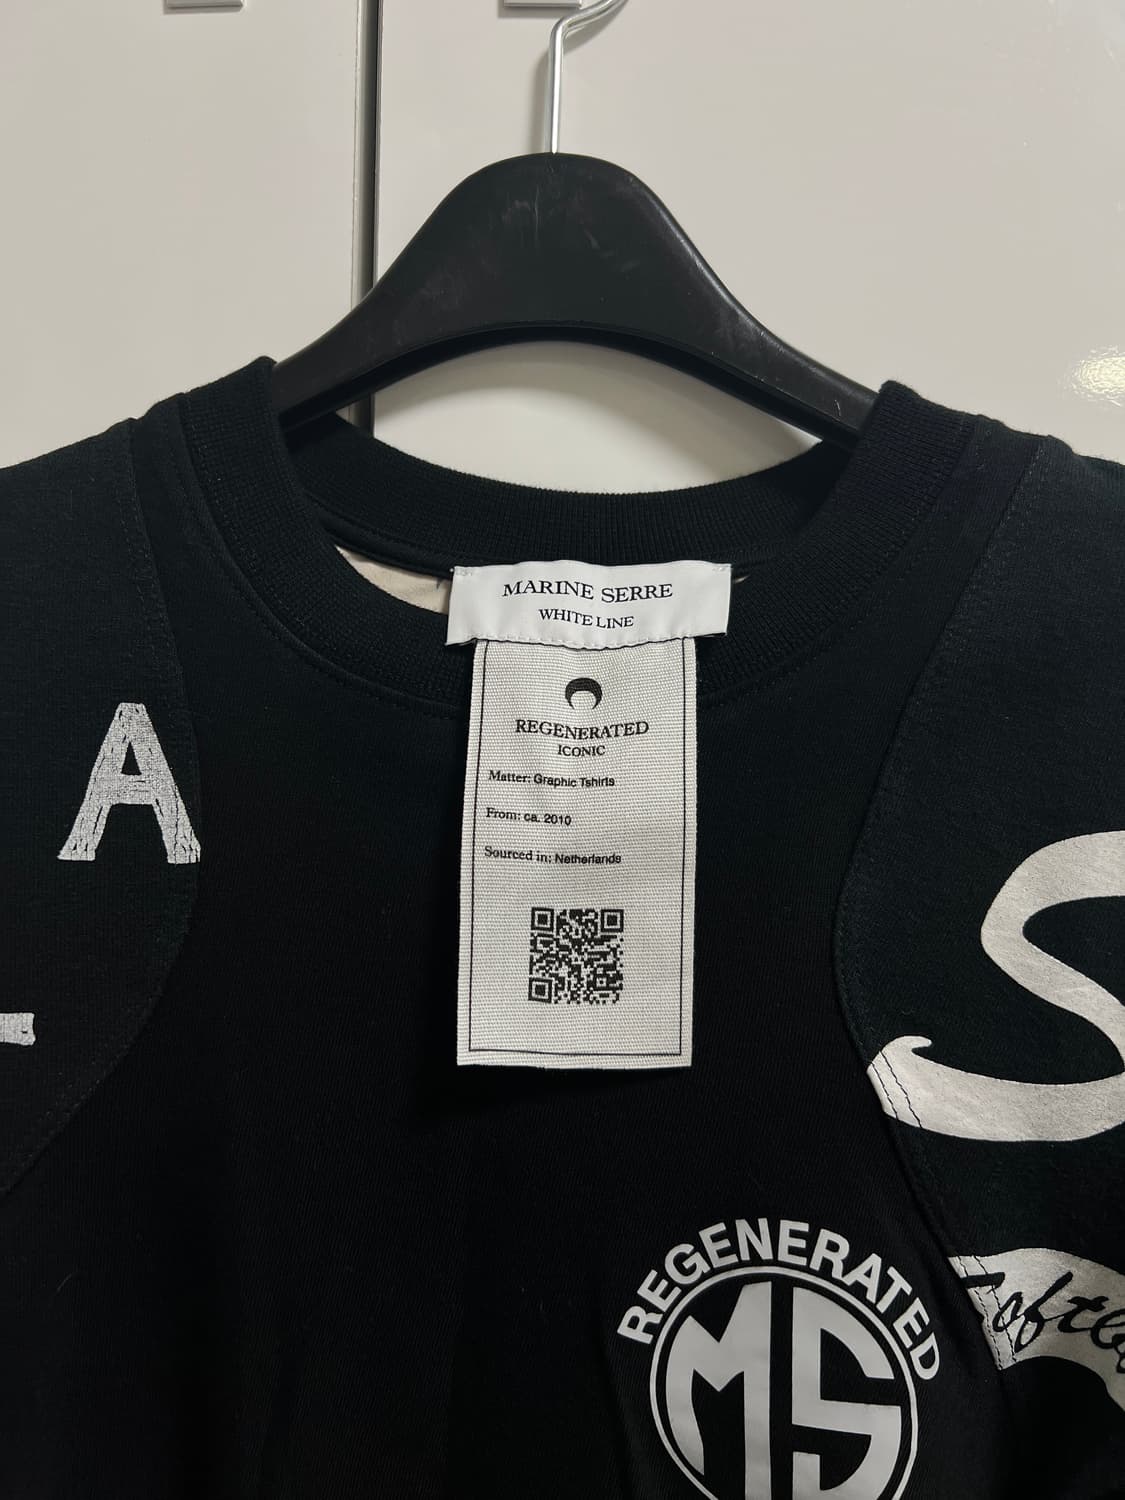 MARINE SERRE
WHITE LINE
REGENERATED
ICONIC
Matter: Graphic Tshirts
From: ca. 2010
Sourced in: Netherlands
A
S
REGENERATED
MS